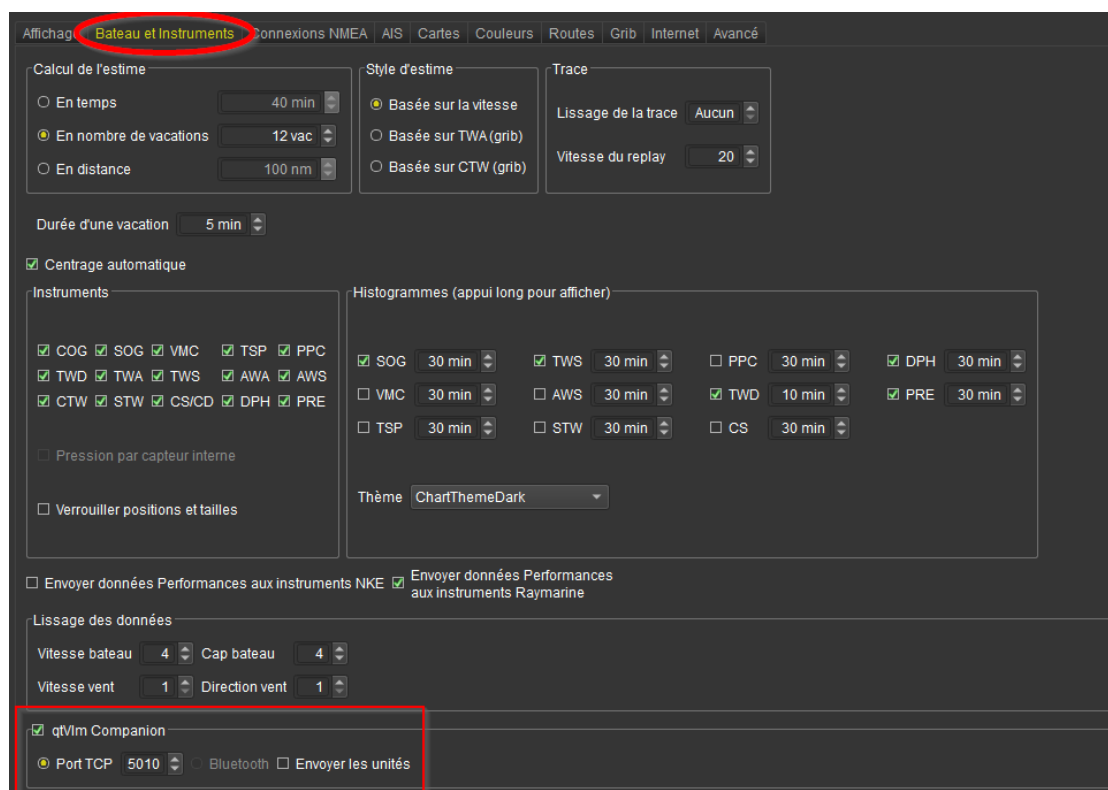 Affichage Bateau et Instruments Connexions NMEA AIS Cartes Couleurs Routes Grib Internet Avancé
Calcul de l'estime
En temps 40 min
En nombre de vacations 12 vac
En distance 100 nm
Style d'estime
Basée sur la vitesse
Basée sur TWA (grib)
Basée sur CTW (grib)
Trace
Lissage de la trace Aucun
Vitesse du replay 20
Durée d'une vacation 5 min
Centrage automatique
Instruments
COG SOG VMC TSP PPC
TWD TWA TWS AWA AWS
CTW STW CS/CD DPH PRE
Pression par capteur interne
Verrouiller positions et tailles
Histogrammes (appui long pour afficher)
SOG 30 min TWS 30 min PPC 30 min DPH 30 min
VMC 30 min AWS 30 min TWD 10 min PRE 30 min
TSP 30 min STW 30 min CS 30 min
Thème ChartThemeDark
Envoyer données Performances aux instruments NKE
Envoyer données Performances
aux instruments Raymarine
Lissage des données
Vitesse bateau 4 Cap bateau 4
Vitesse vent 1 Direction vent 1
qtVlm Companion
Port TCP 5010 Bluetooth Envoyer les unités